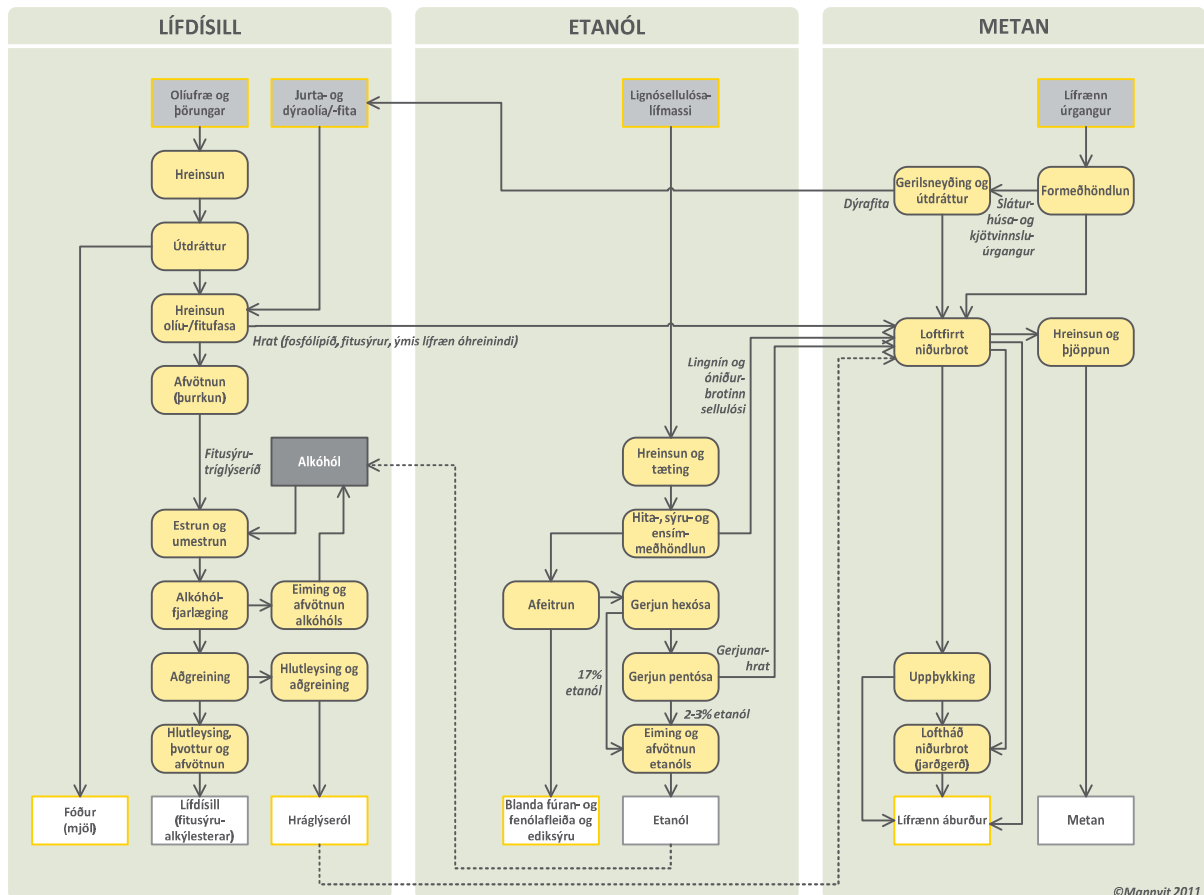 LÍFDÍSILL
Olíufræ og
þörungar
Jurta- og
dýraolía/-fita
Hreinsun
Útdráttur
Hreinsun
olíu-/fitufasa
Hrat (fosfólípíð, fitusýrur, ýmis lífræn óhreinindi)
Afvötnun
(þurrkun)
Fitusýru-
tríglýseríð
Alkóhól
Estrun og
umestrun
Alkóhól-
fjarlæging
Eiming og
afvötnun
alkóhóls
Aðgreining
Hlutleysing og
aðgreining
Hlutleysing,
þvottur og
afvötnun
Fóður
(mjöl)
Lífdísill
(fitusýru-
alkýlesterar)
Hráglýseról
ETANÓL
Lignósellulósa-
lífmassi
Lingnín og
óniður-
brotinn
sellulósi
Hreinsun og
tæting
Hita-, sýru- og
ensím-
meðhöndlun
Afeitrun
Gerjun hexósa
17%
etanól
Gerjun pentósa
Gerjunar-
hrat
2-3% etanól
Eiming og
afvötnun
etanóls
Blanda fúran- og
fenólafleiða og
ediksýru
Etanól
METAN
Lífrænn
úrgangur
Gerilsneyðing og
útdráttur
Formeðhöndlun
Dýrafita
Slátur-
húsa- og
kjötvinnslu-
úrgangur
Loftfirrt
niðurbrot
Hreinsun og
þjöppun
Uppþykking
Loftháð
niðurbrot
(jarðgerð)
Lífrænn áburður
Metan
©Mannvit 2011